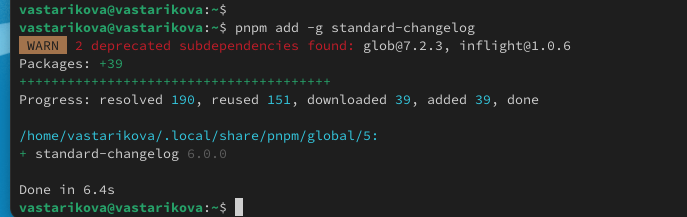 vastarikova@vastarikova:~$
vastarikova@vastarikova:~$ pnpm add -g standard-changelog
WARN 2 deprecated subdependencies found: glob@7.2.3, inflight@1.0.6
Packages: +39
+++++++++++++++++++++++++++++++++++++++
Progress: resolved 190, reused 151, downloaded 39, added 39, done
/home/vastarikova/.local/share/pnpm/global/5:
+ standard-changelog 6.0.0
Done in 6.4s
vastarikova@vastarikova:~$